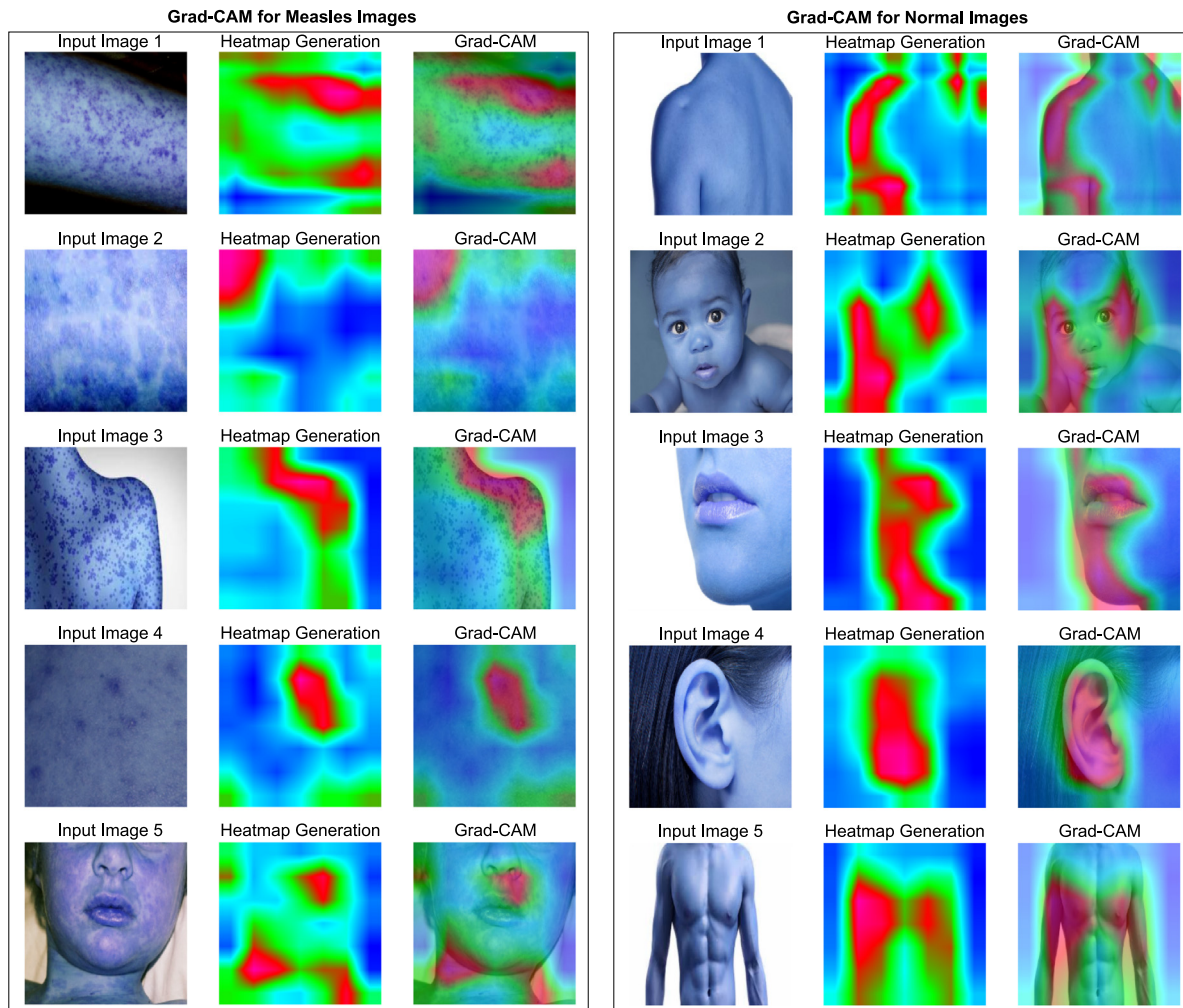 Grad-CAM for Measles Images
Input Image 1 Heatmap Generation Grad-CAM
Input Image 2 Heatmap Generation Grad-CAM
Input Image 3 Heatmap Generation Grad-CAM
Input Image 4 Heatmap Generation Grad-CAM
Input Image 5 Heatmap Generation Grad-CAM
Grad-CAM for Normal Images
Input Image 1 Heatmap Generation Grad-CAM
Input Image 2 Heatmap Generation Grad-CAM
Input Image 3 Heatmap Generation Grad-CAM
Input Image 4 Heatmap Generation Grad-CAM
Input Image 5 Heatmap Generation Grad-CAM